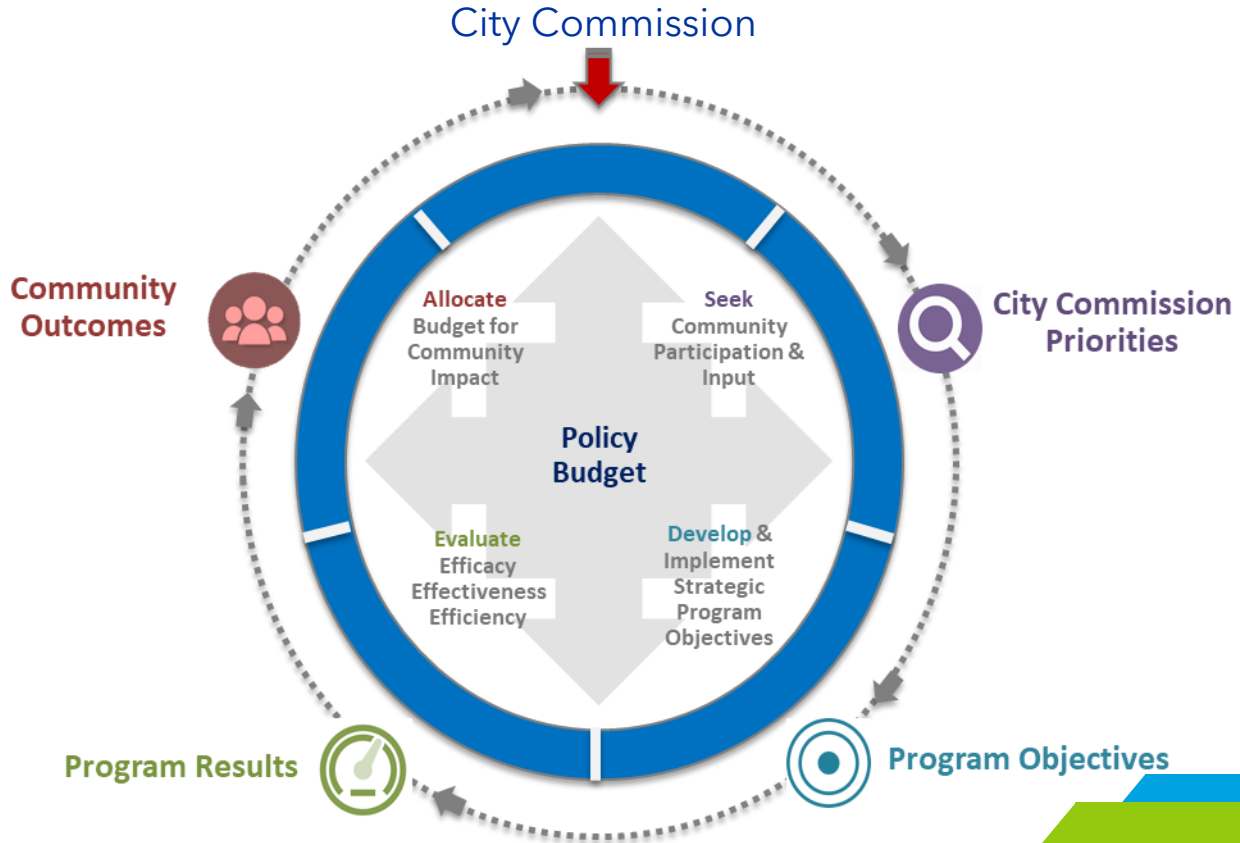 City Commission
Community
Outcomes
City Commission
Priorities
Allocate
Budget for
Community
Impact
Seek
Community
Participation &
Input
Policy
Budget
Evaluate
Efficacy
Effectiveness
Efficiency
Develop &
Implement
Strategic
Program
Objectives
Program Results
Program Objectives